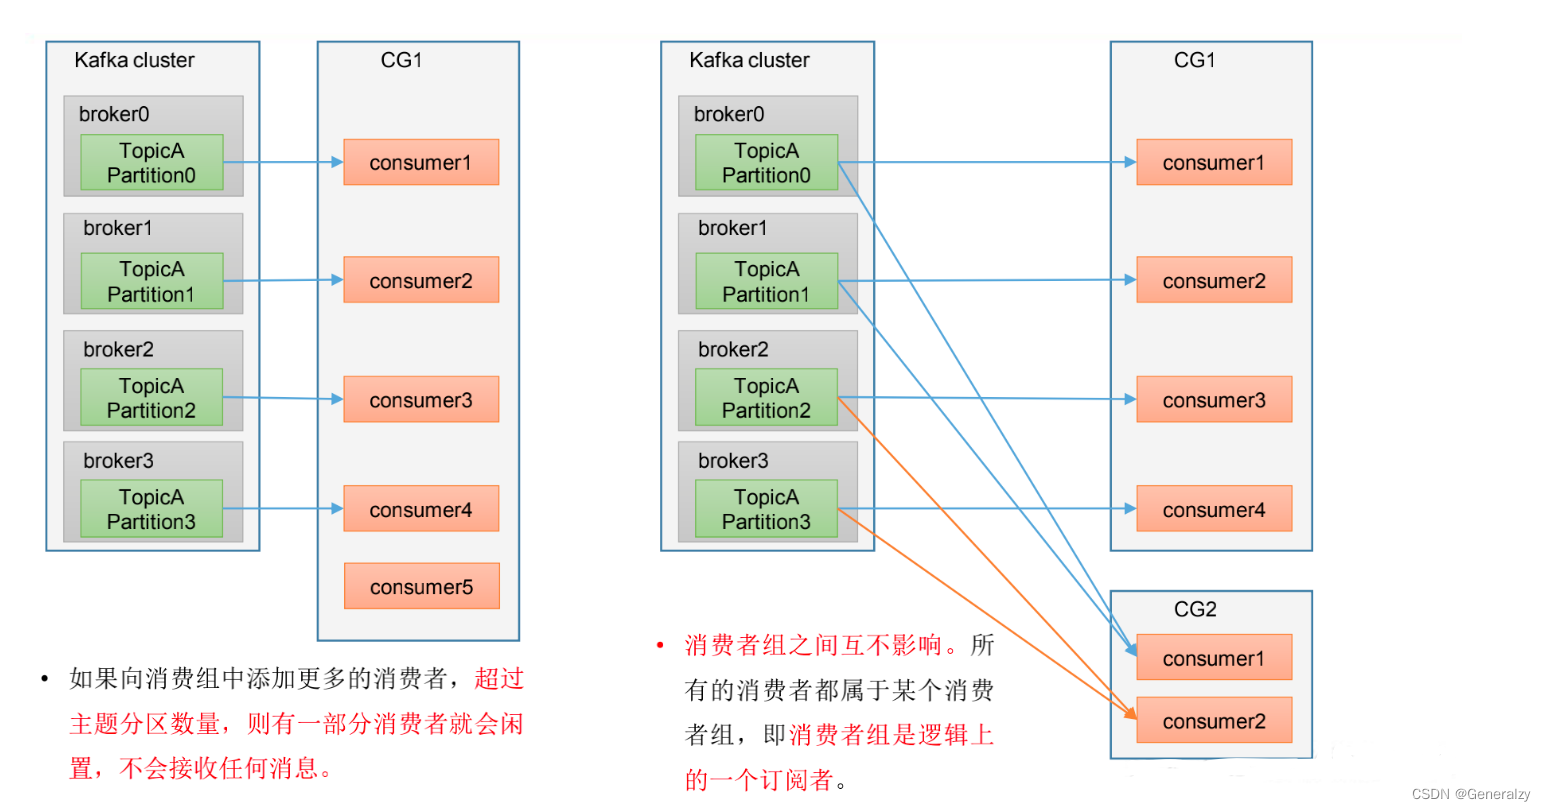 Kafka cluster
CG1
broker0
TopicA
Partition0
consumer1
broker1
TopicA
Partition1
consumer2
broker2
TopicA
Partition2
consumer3
broker3
TopicA
Partition3
consumer4
consumer5
• 如果向消费组中添加更多的消费者，超过
主题分区数量，则有一部分消费者就会闲
置，不会接收任何消息。
Kafka cluster
CG1
broker0
TopicA
Partition0
consumer1
broker1
TopicA
Partition1
consumer2
broker2
TopicA
Partition2
consumer3
broker3
TopicA
Partition3
consumer4
CG2
consumer1
consumer2
• 消费者组之间互不影响。所
有的消费者都属于某个消费
者组，即消费者组是逻辑上
的一个订阅者。
CSDN @Generalzy